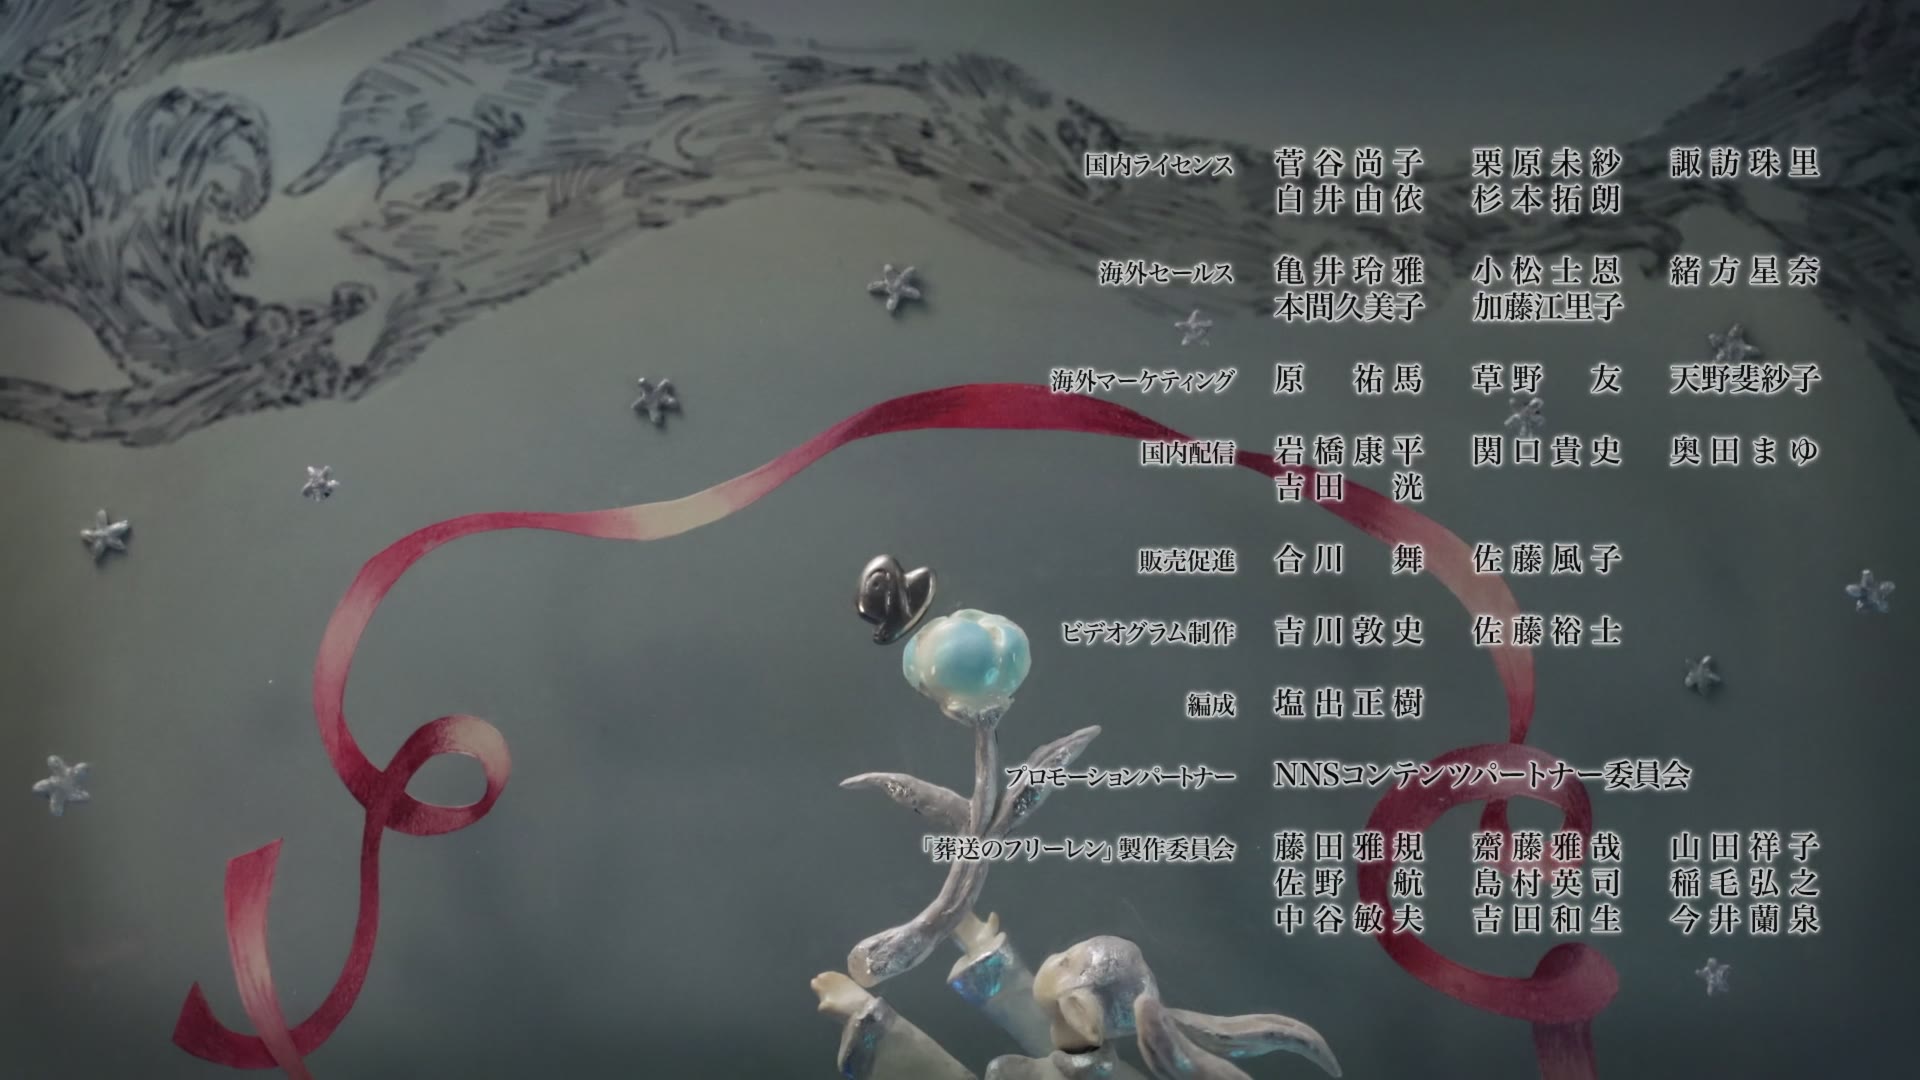 国内ライセンス 菅谷尚子 栗原未紗 諏訪珠里
白井由依 杉本拓朗
海外セールス 亀井玲雅 小松士恩 緒方星奈
本間久美子 加藤江里子
海外マーケティング 原祐馬 草野友 天野斐紗子
国内配信 岩橋康平 関口貴史 奥田まゆ
吉田洸
販売促進 合川舞 佐藤風子
ビデオグラム制作 吉川敦史 佐藤裕士
編成 塩出正樹
プロモーションパートナー NNSコンテンツパートナー委員会
「葬送のフリーレン」製作委員会 藤田雅規 齋藤雅哉 山田祥子
佐野航 島村英司 稲毛弘之
中谷敏夫 吉田和生 今井蘭泉